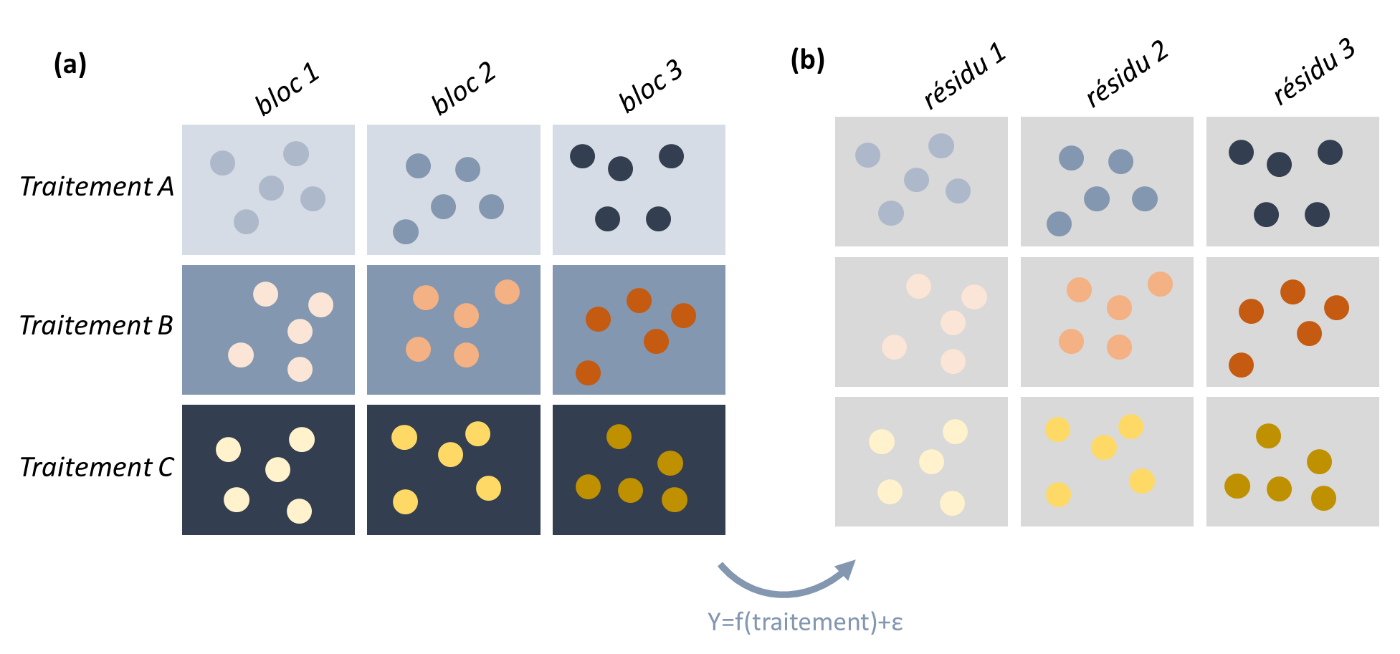 (a)
bloc 1
bloc 2
bloc 3
Traitement A
Traitement B
Traitement C
(b)
résidu 1
résidu 2
résidu 3
Y=f(traitement)+ε